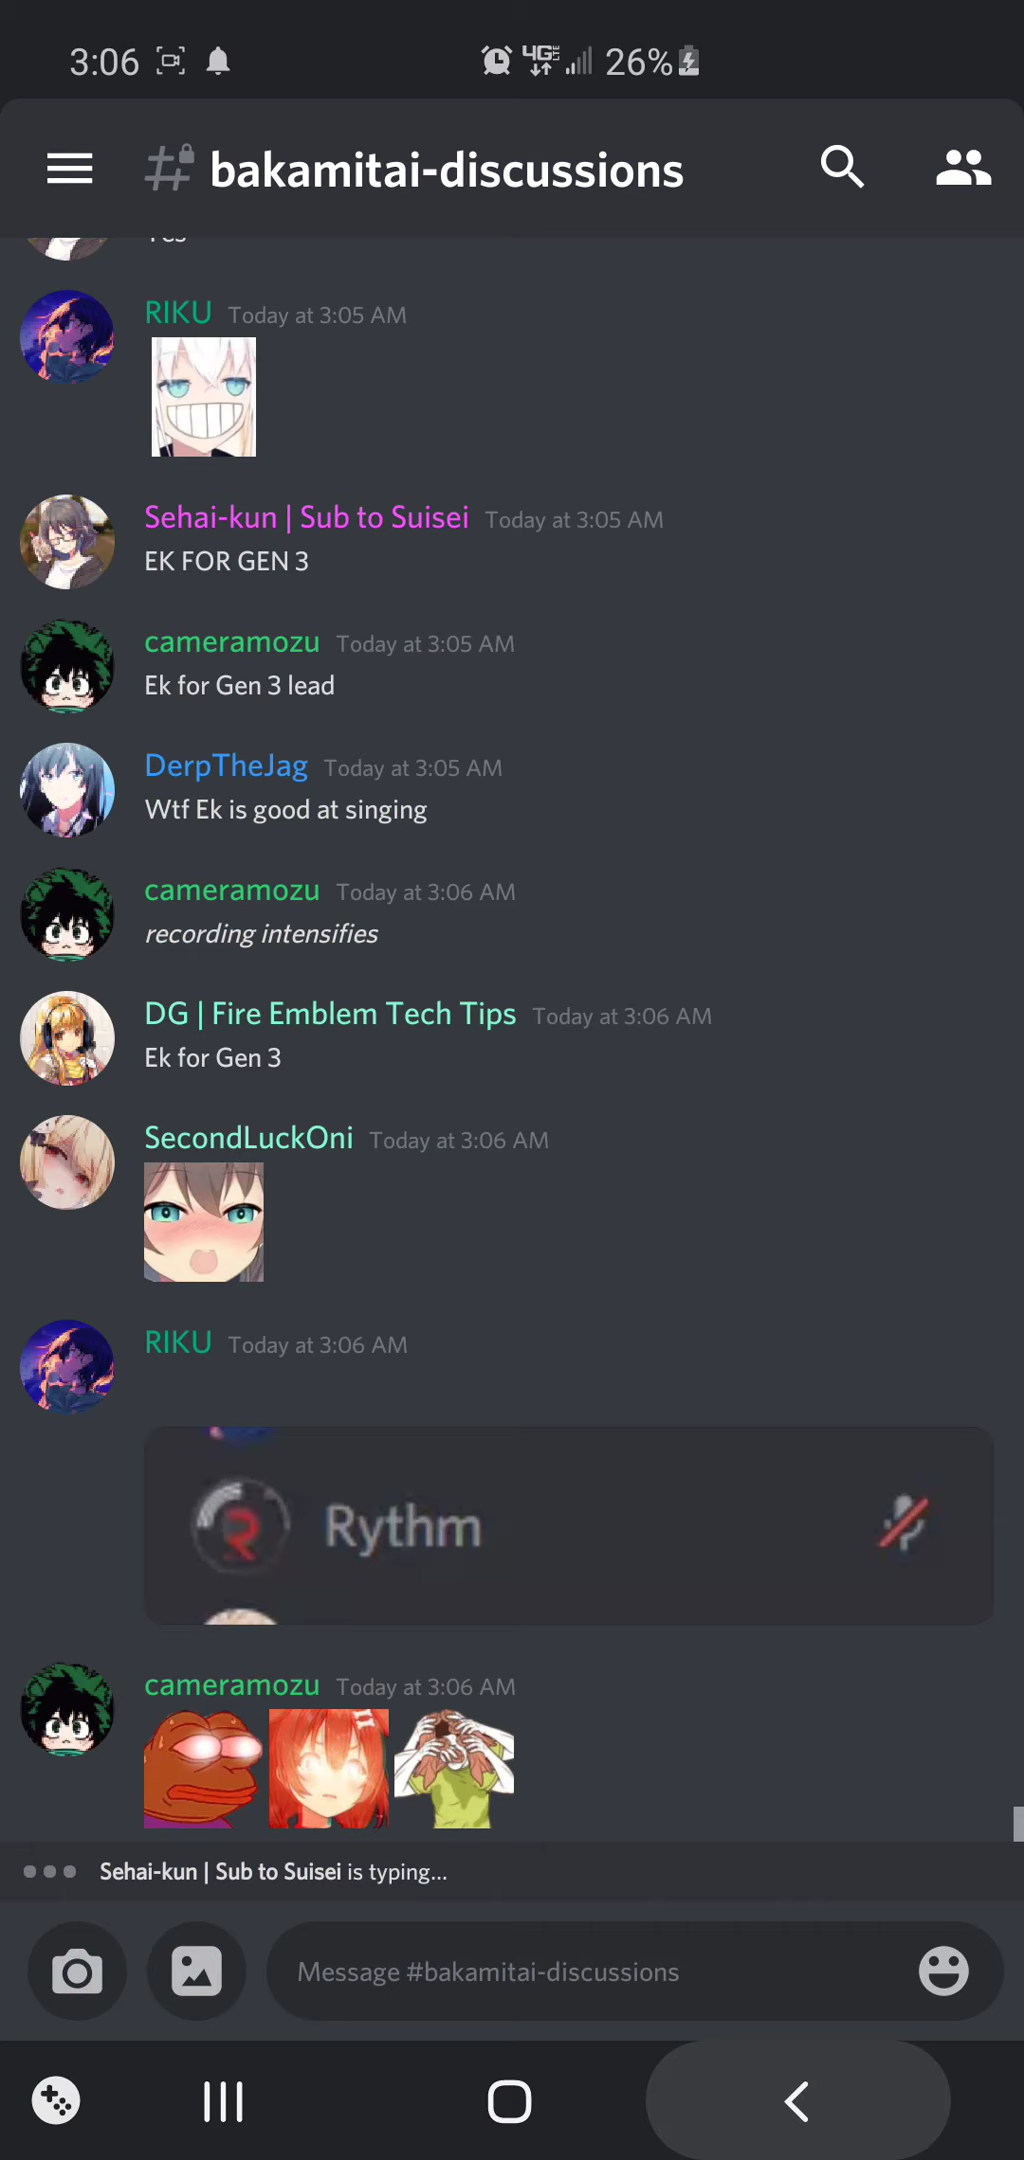 3:06 4G LTE 26%
bakamitai-discussions
Yes
RIKU Today at 3:05 AM
Sehai-kun | Sub to Suisei Today at 3:05 AM
EK FOR GEN 3
cameramozu Today at 3:05 AM
Ek for Gen 3 lead
DerpTheJag Today at 3:05 AM
Wtf Ek is good at singing
cameramozu Today at 3:06 AM
recording intensifies
DG | Fire Emblem Tech Tips Today at 3:06 AM
Ek for Gen 3
SecondLuckOni Today at 3:06 AM
RIKU Today at 3:06 AM
Rythm
cameramozu Today at 3:06 AM
Sehai-kun | Sub to Suisei is typing...
Message #bakamitai-discussions